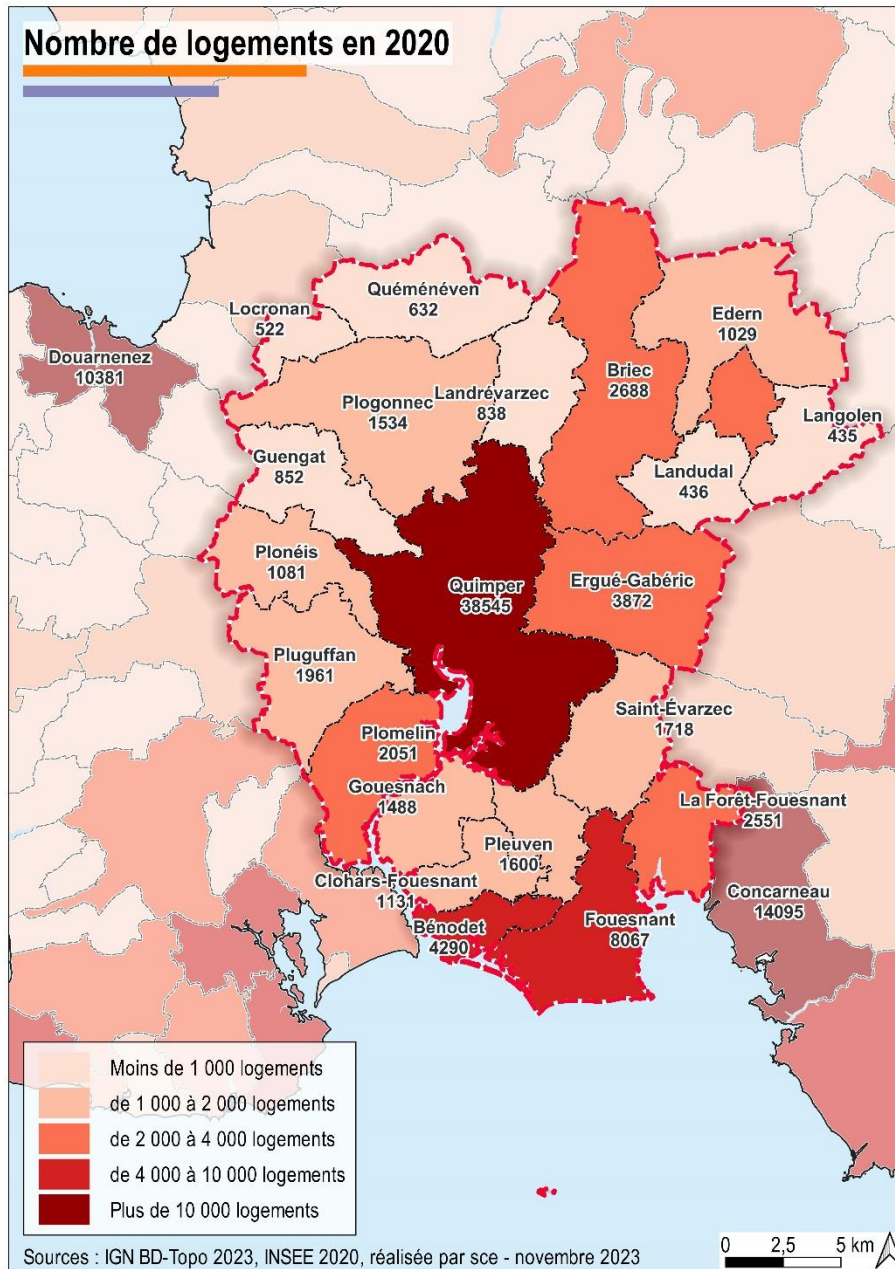 Nombre de logements en 2020
Quéménéven
632
Locronan
522
Edern
1029
Douarnenez
10381
Briec
2688
Plogonnec
1534
Landrévarzec
838
Langolen
435
Guengat
852
Landudal
436
Plonéis
1081
Quimper
38545
Ergué-Gabéric
3872
Pluguffan
1961
Saint-Évarzec
1718
Plomelin
2051
Gouesnach
1488
La Forêt-Fouesnant
2551
Pleuven
1600
Clohars-Fouesnant
1131
Concarneau
14095
Bénodet
4290
Fouesnant
8067
Moins de 1 000 logements
de 1 000 à 2 000 logements
de 2 000 à 4 000 logements
de 4 000 à 10 000 logements
Plus de 10 000 logements
Sources : IGN BD-Topo 2023, INSEE 2020, réalisée par sce - novembre 2023
0 2,5 5 km